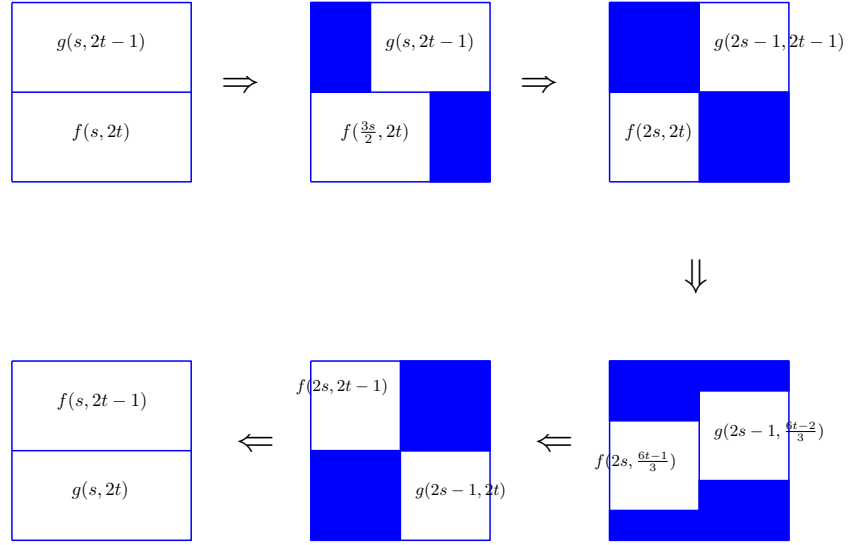 g(s, 2t − 1)
f(s, 2t)
⇒
g(s, 2t − 1)
f(3s/2, 2t)
⇒
g(2s − 1, 2t − 1)
f(2s, 2t)
⇓
f(s, 2t − 1)
g(s, 2t)
⇐
f(2s, 2t − 1)
g(2s − 1, 2t)
⇐
g(2s − 1, 6t−2/3)
f(2s, 6t−1/3)